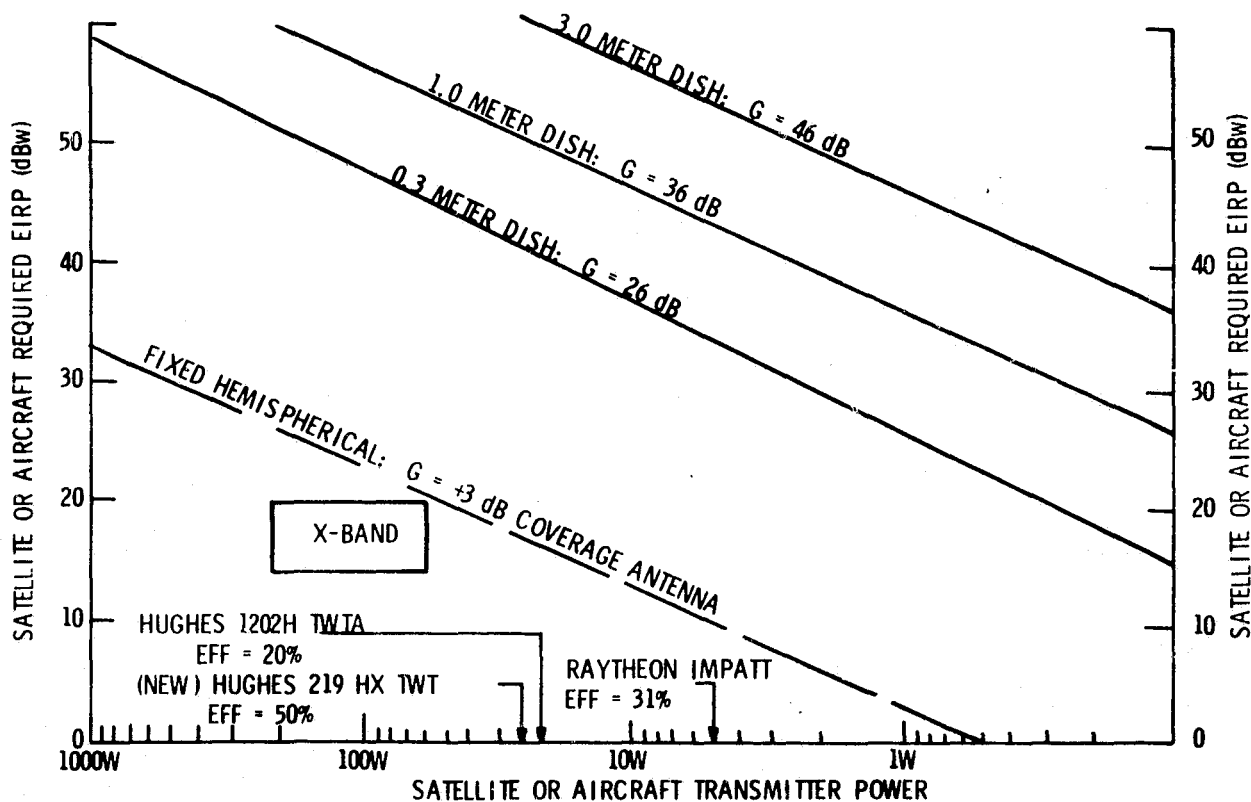 3.0 METER DISH: G = 46 dB
1.0 METER DISH: G = 36 dB
0.3 METER DISH: G = 26 dB
FIXED HEMISPHERICAL: G = +3 dB COVERAGE ANTENNA
X-BAND
HUGHES 1202H TWTA
EFF = 20%
(NEW) HUGHES 219 HX TWT
EFF = 50%
RAYTHEON IMPATT
EFF = 31%
SATELLITE OR AIRCRAFT REQUIRED EIRP (dBw)
50
40
30
20
10
0
SATELLITE OR AIRCRAFT REQUIRED EIRP (dBw)
50
40
30
20
10
0
1000W 100W 10W 1W
SATELLITE OR AIRCRAFT TRANSMITTER POWER